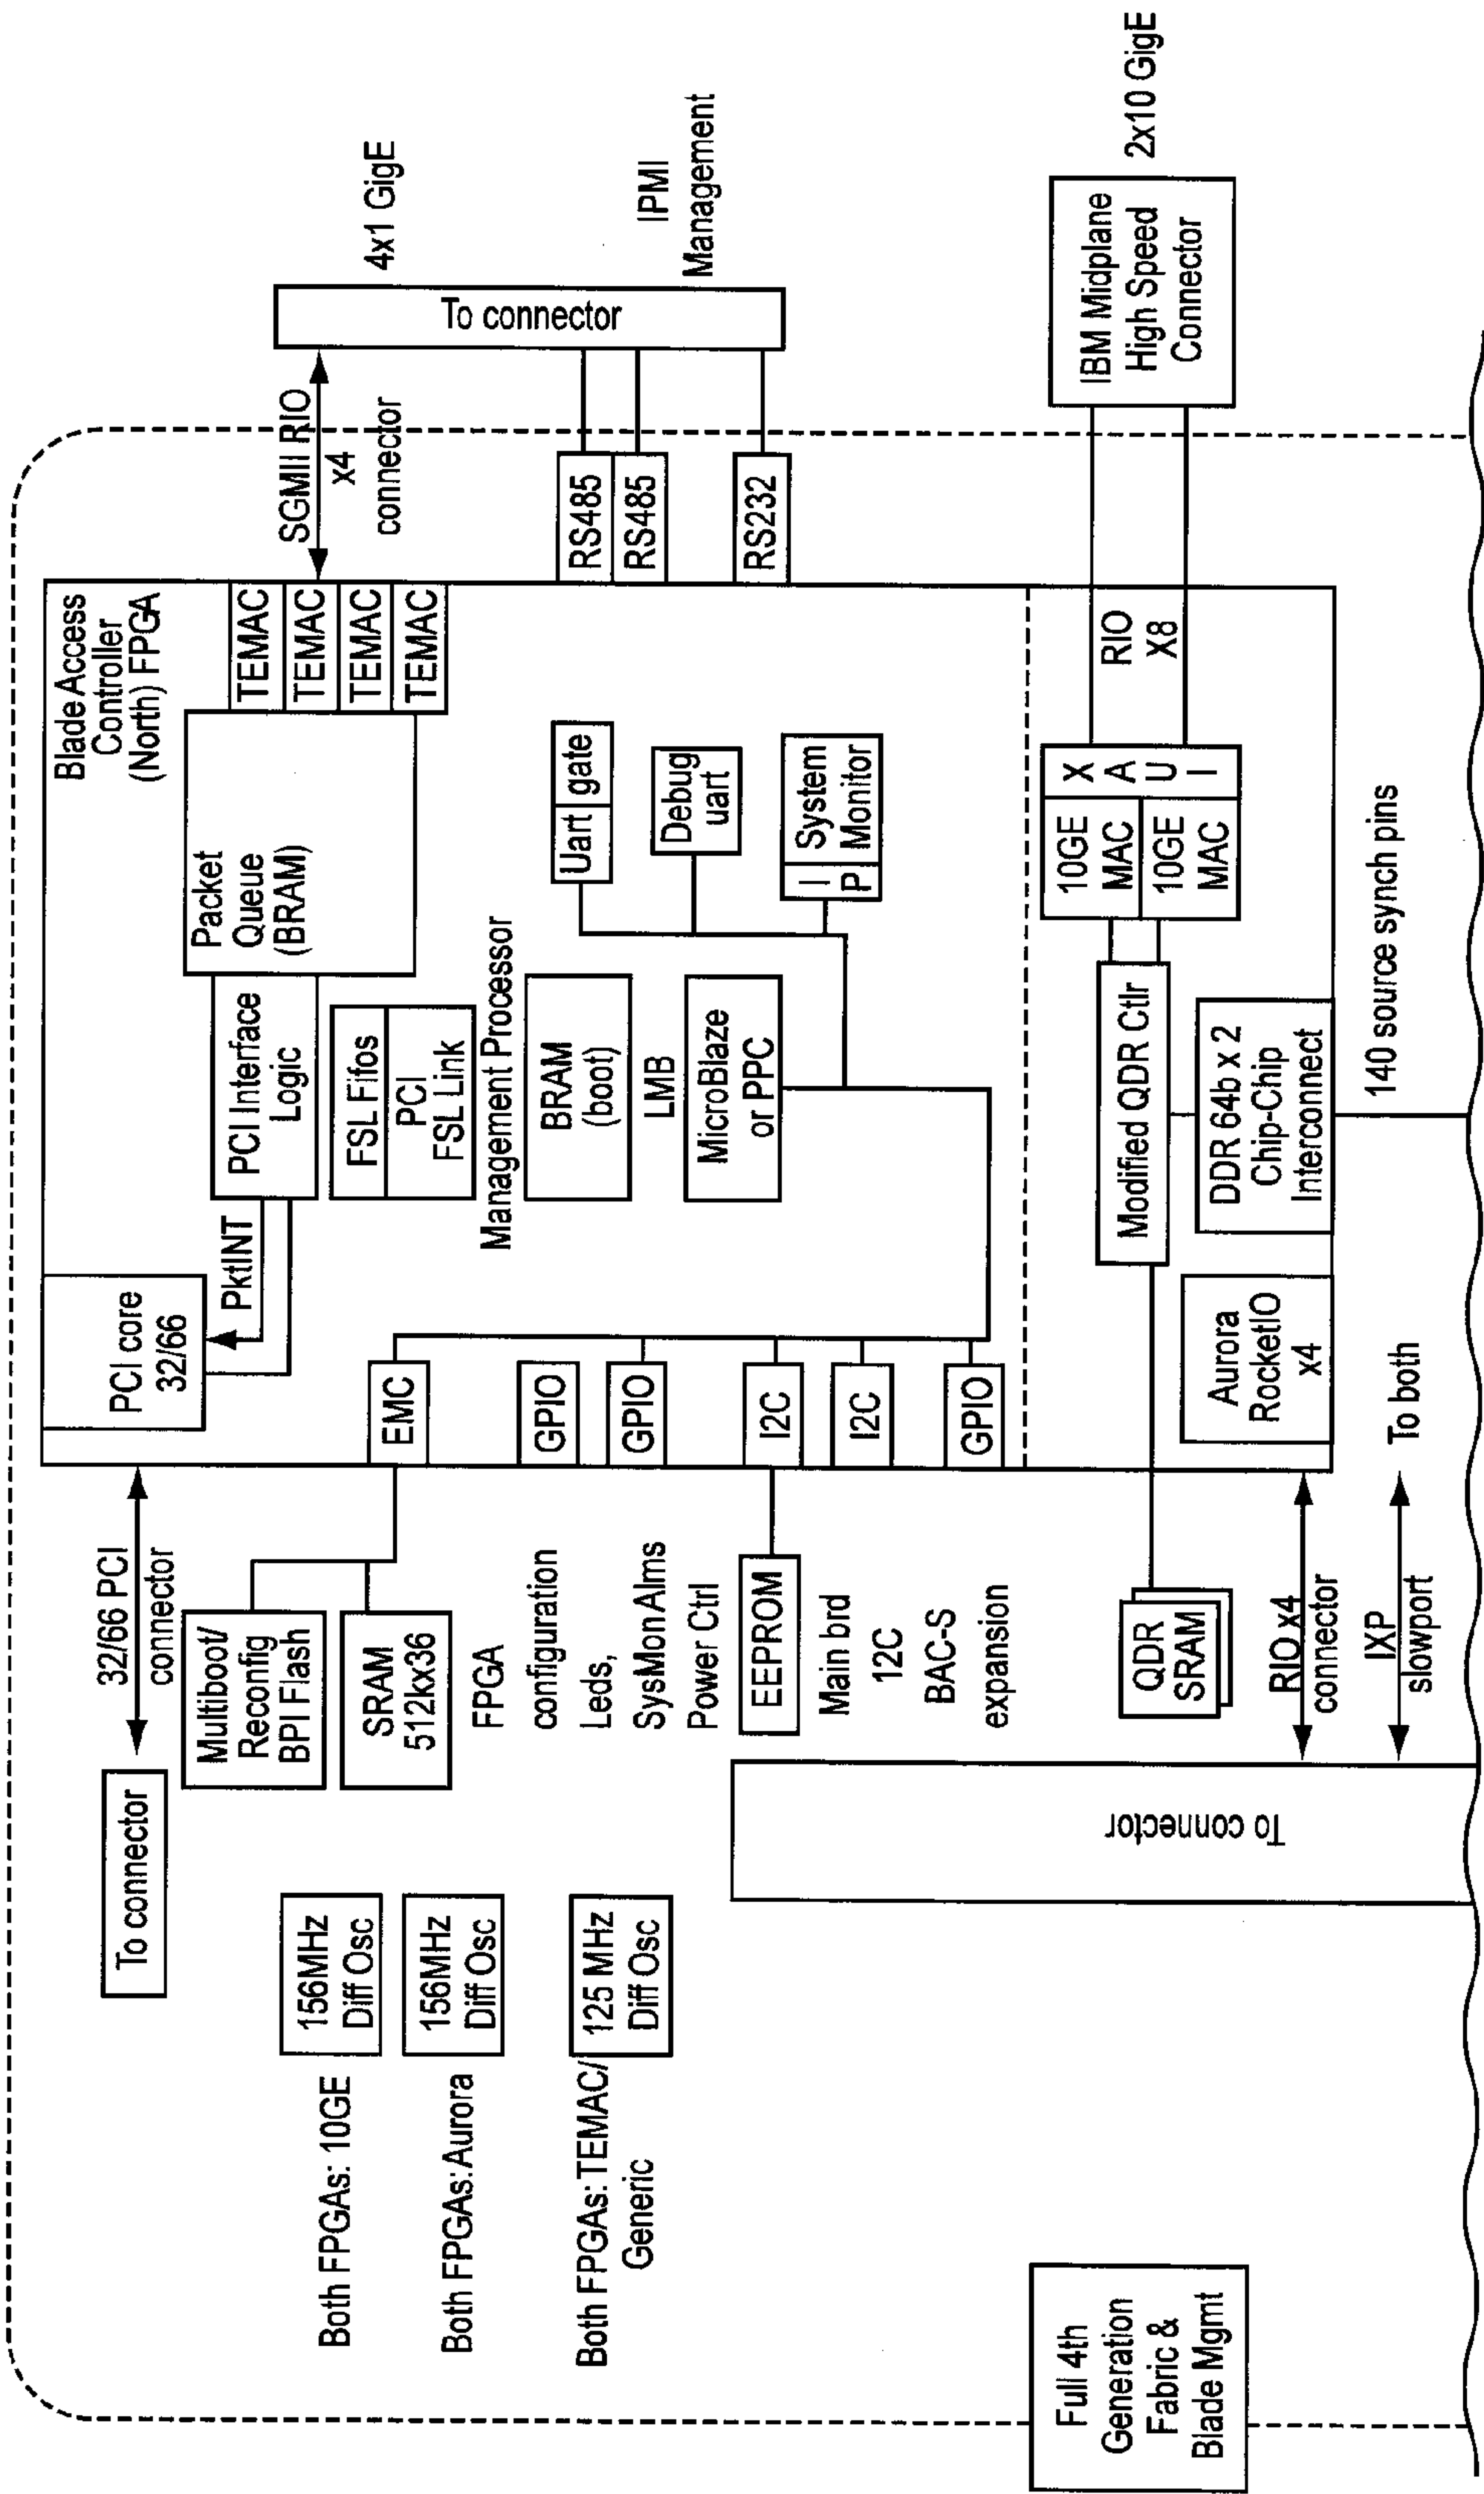 Full 4th
Generation
Fabric &
Blade Mgmt
Both FPGAs: 10GE
156MHz
Diff Osc
Both FPGAs: Aurora
156MHz
Diff Osc
Both FPGAs: TEMAC/
Generic
125 MHz
Diff Osc
To connector
32/66 PCI
connector
Multiboot/
Reconfig
BPI Flash
SRAM
512kx36
FPGA
configuration
Leds,
SysMonAlms
Power Ctrl
EEPROM
Main brd
12C
BAC-S
expansion
QDR
SRAM
To connector
RIO x4
connector
IXP
slowport
To both
Blade Access
Controller
(North) FPGA
PCI core
32/66
PktINT
PCI Interface
Logic
Packet
Queue
(BRAM)
TEMAC
TEMAC
TEMAC
TEMAC
FSL Fifos
PCI
FSL Link
Management Processor
BRAM
(boot)
LMB
MicroBlaze
or PPC
EMC
GPIO
GPIO
I2C
I2C
GPIO
Uart
gate
Debug
uart
I
P
System
Monitor
RS485
RS485
RS232
SGMII RIO
x4
connector
To connector
4x1 GigE
IPMI
Management
Aurora
RocketIO
x4
Modified QDR Ctlr
DDR 64b x 2
Chip-Chip
Interconnect
10GE
MAC
10GE
MAC
X
A
U
I
RIO
X8
IBM Midplane
High Speed
Connector
2x10 GigE
140 source synch pins